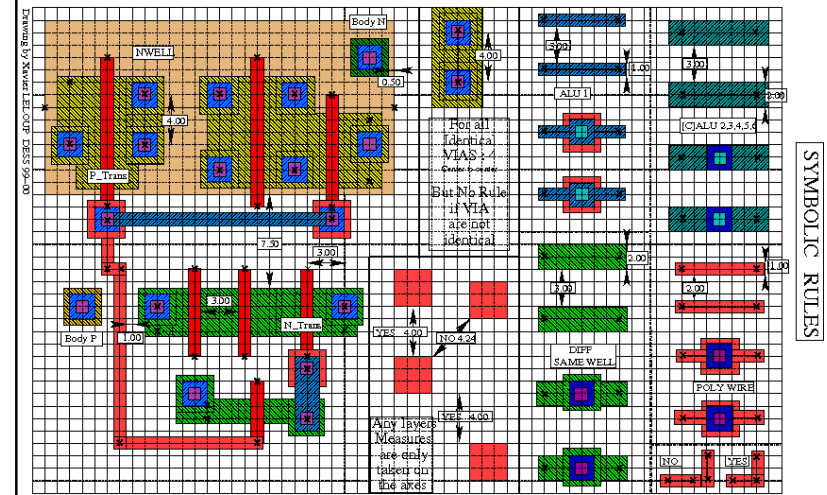 Drawing by Xavier LELOUP DESS 99-00
NWELL
Body N
0.50
4.00
P_Trans
7.50
3.00
3.00
N_Trans
Body P
1.00
4.00
For all
Identical
VIAS : 4
Center to center
But No Rule
if VIA
are not
identical
YES 4.00
NO 4.24
YES 4.00
Any layers
Measures
are only
taken on
the axes
3.00
1.00
ALU 1
2.00
3.00
DIFF
SAME WELL
3.00
2.00
[C]ALU 2,3,4,5,6
1.00
2.00
POLY WIRE
NO
YES
SYMBOLIC RULES